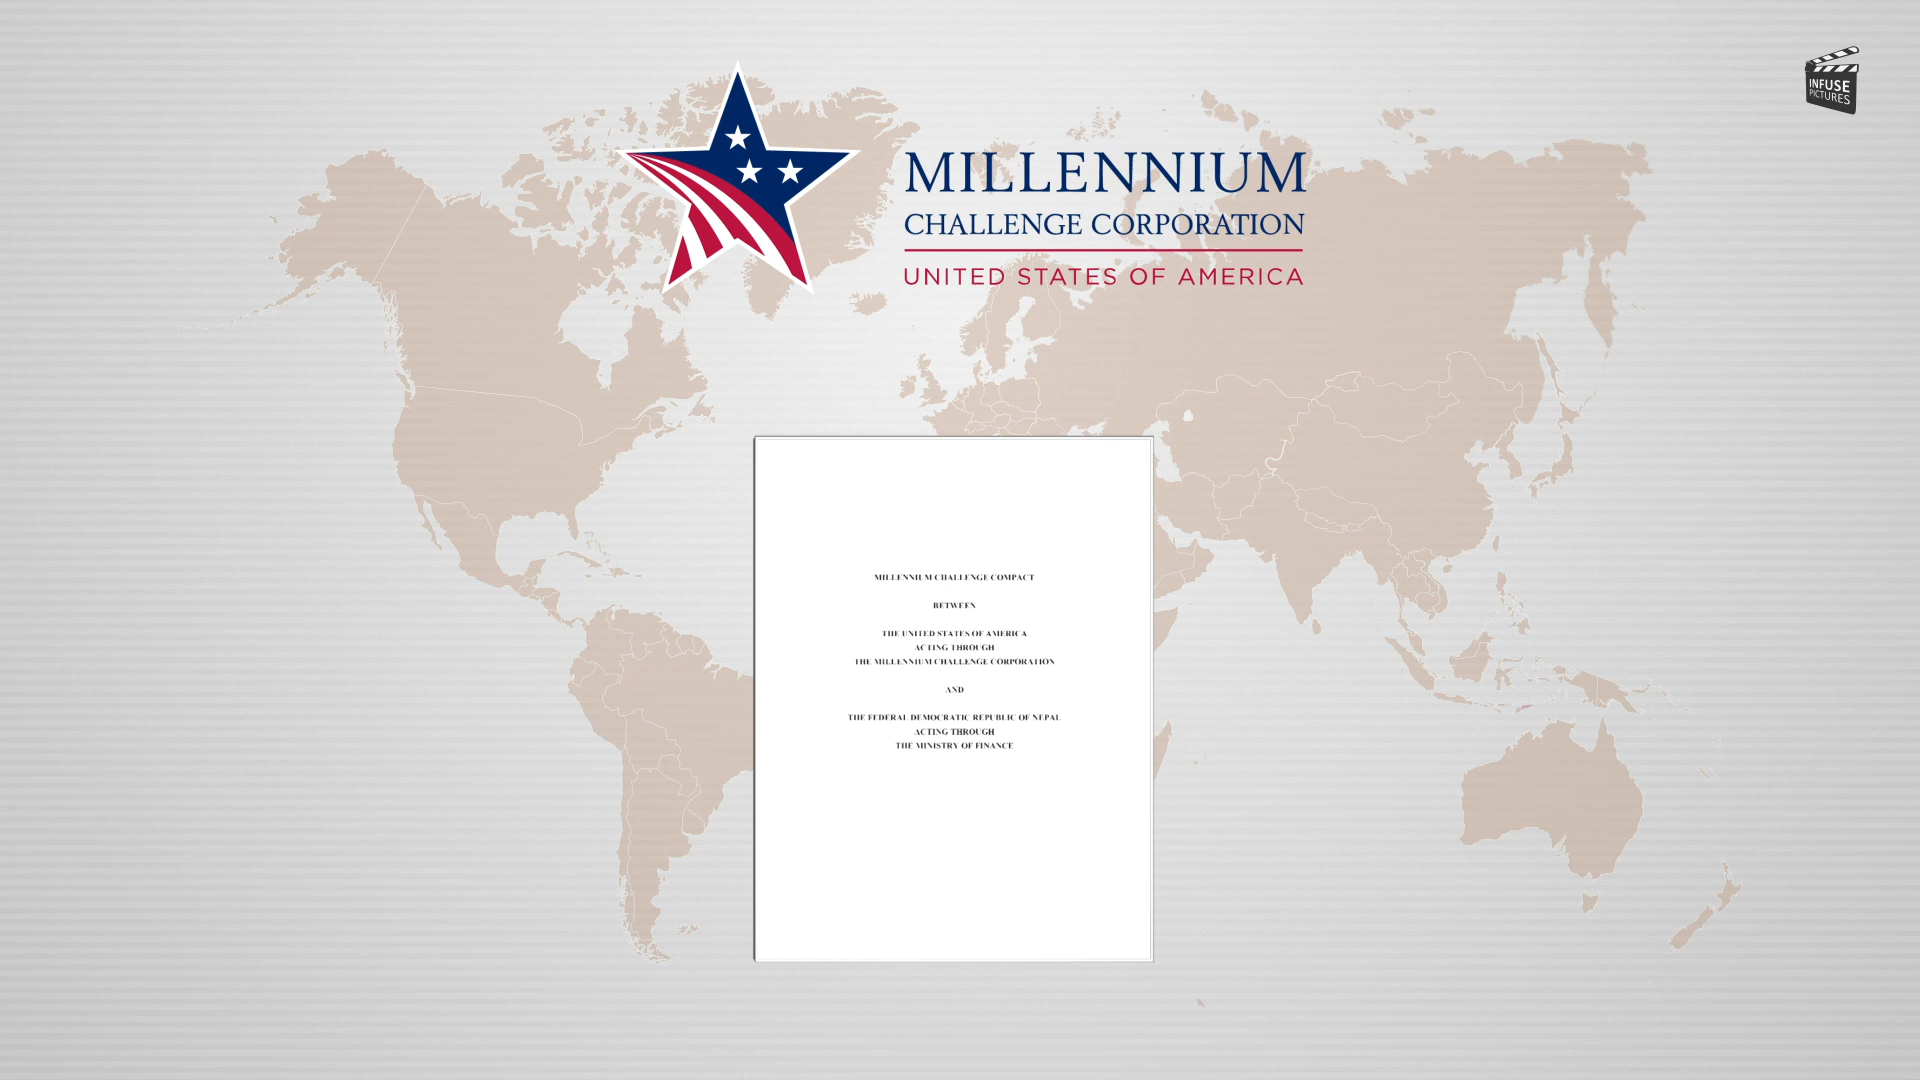 INFUSE
PICTURES
MILLENNIUM
CHALLENGE CORPORATION
UNITED STATES OF AMERICA
MILLENNIUM CHALLENGE COMPACT
BETWEEN
THE UNITED STATES OF AMERICA
ACTING THROUGH
THE MILLENNIUM CHALLENGE CORPORATION
AND
THE FEDERAL DEMOCRATIC REPUBLIC OF NEPAL
ACTING THROUGH
THE MINISTRY OF FINANCE